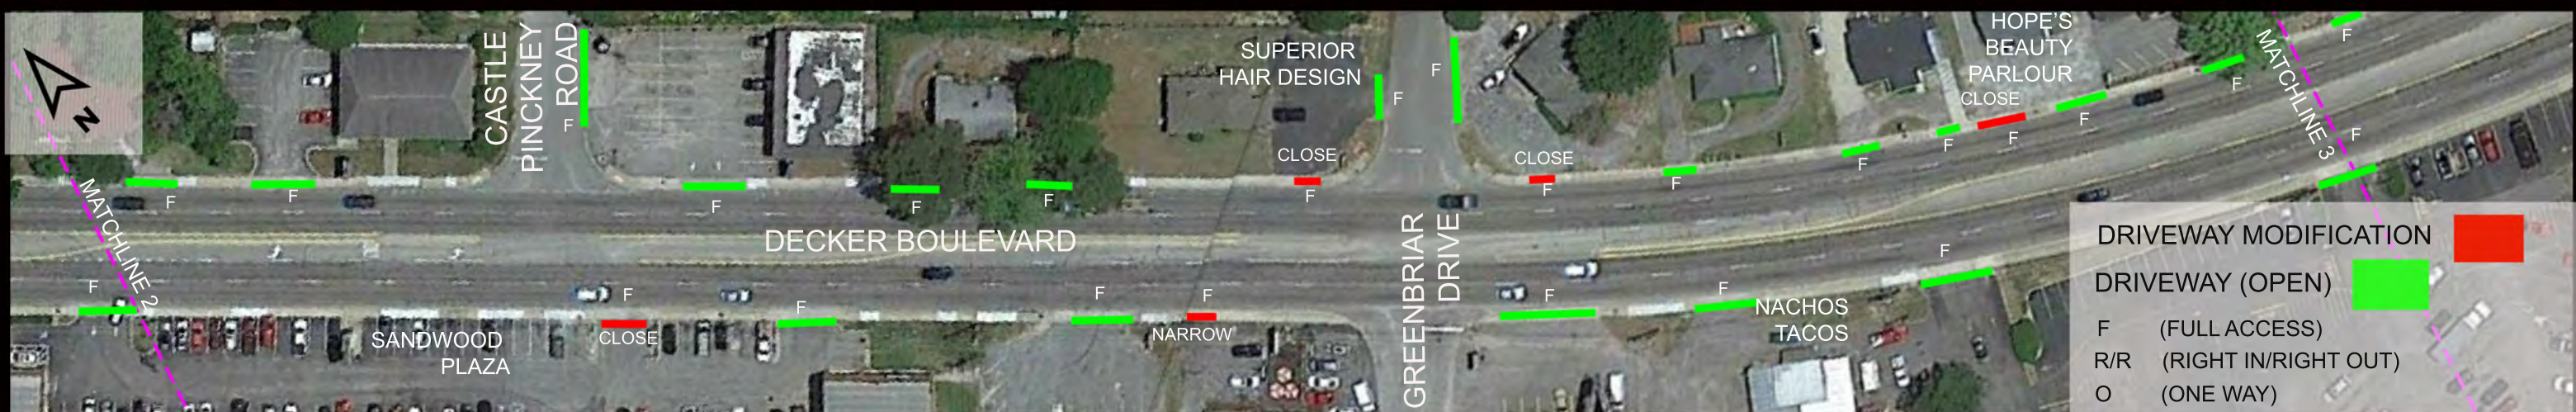 N
MATCHLINE 2
CASTLE
PINCKNEY
ROAD
F
F
F
F
F
F
SUPERIOR
HAIR DESIGN
CLOSE
F
F
F
CLOSE
F
F
F
F
HOPE'S
BEAUTY
PARLOUR
CLOSE
F
F
F
F
MATCHLINE 3
F
DECKER BOULEVARD
GREENBRIAR
DRIVE
F
SANDWOOD
PLAZA
F
CLOSE
F
F
F
NARROW
F
F
NACHOS
TACOS
F
DRIVEWAY MODIFICATION
DRIVEWAY (OPEN)
F (FULL ACCESS)
R/R (RIGHT IN/RIGHT OUT)
O (ONE WAY)